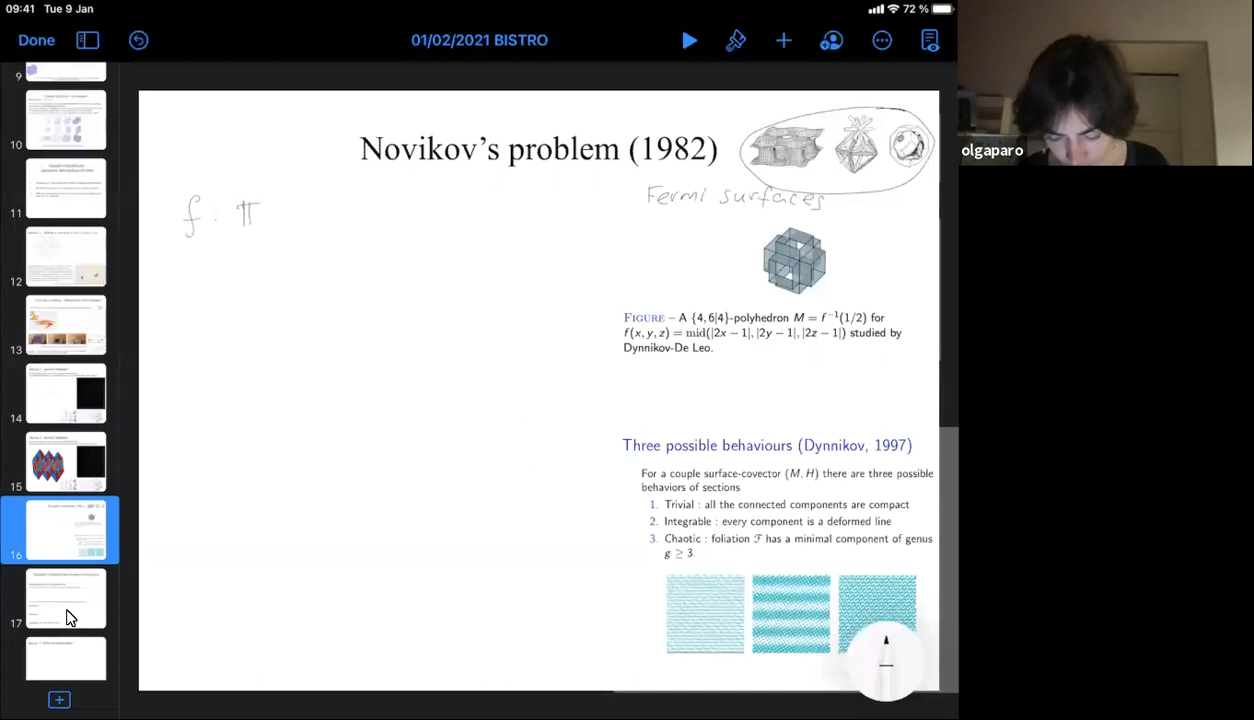 09:41 Tue 9 Jan
72 %
Done
01/02/2021 BISTRO
olgaparo
Novikov's problem (1982)
Fermi surfaces
f : π
FIGURE – A {4, 6|4}-polyhedron M = f⁻¹(1/2) for
f(x, y, z) = mid(|2x − 1|, |2y − 1|, |2z − 1|) studied by
Dynnikov-De Leo.
Three possible behaviours (Dynnikov, 1997)
For a couple surface-covector (M, H) there are three possible
behaviors of sections
1. Trivial : all the connected components are compact
2. Integrable : every component is a deformed line
3. Chaotic : foliation ℱ has a minimal component of genus
g ≥ 3.
9
10
11
12
13
14
15
16
17